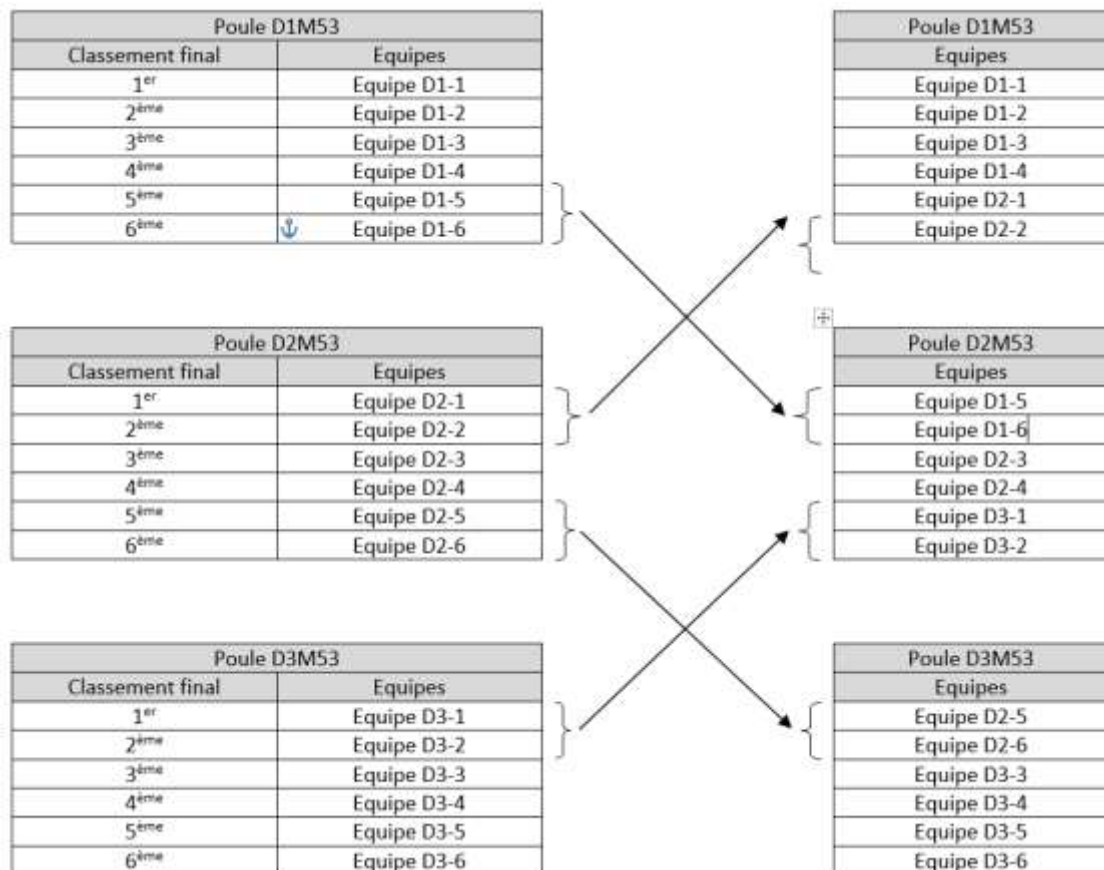 Poule D1M53
Classement final Equipes
1er Equipe D1-1
2ème Equipe D1-2
3ème Equipe D1-3
4ème Equipe D1-4
5ème Equipe D1-5
6ème Equipe D1-6
Poule D1M53
Equipes
Equipe D1-1
Equipe D1-2
Equipe D1-3
Equipe D1-4
Equipe D2-1
Equipe D2-2
Poule D2M53
Classement final Equipes
1er Equipe D2-1
2ème Equipe D2-2
3ème Equipe D2-3
4ème Equipe D2-4
5ème Equipe D2-5
6ème Equipe D2-6
Poule D2M53
Equipes
Equipe D1-5
Equipe D1-6
Equipe D2-3
Equipe D2-4
Equipe D3-1
Equipe D3-2
Poule D3M53
Classement final Equipes
1er Equipe D3-1
2ème Equipe D3-2
3ème Equipe D3-3
4ème Equipe D3-4
5ème Equipe D3-5
6ème Equipe D3-6
Poule D3M53
Equipes
Equipe D2-5
Equipe D2-6
Equipe D3-3
Equipe D3-4
Equipe D3-5
Equipe D3-6